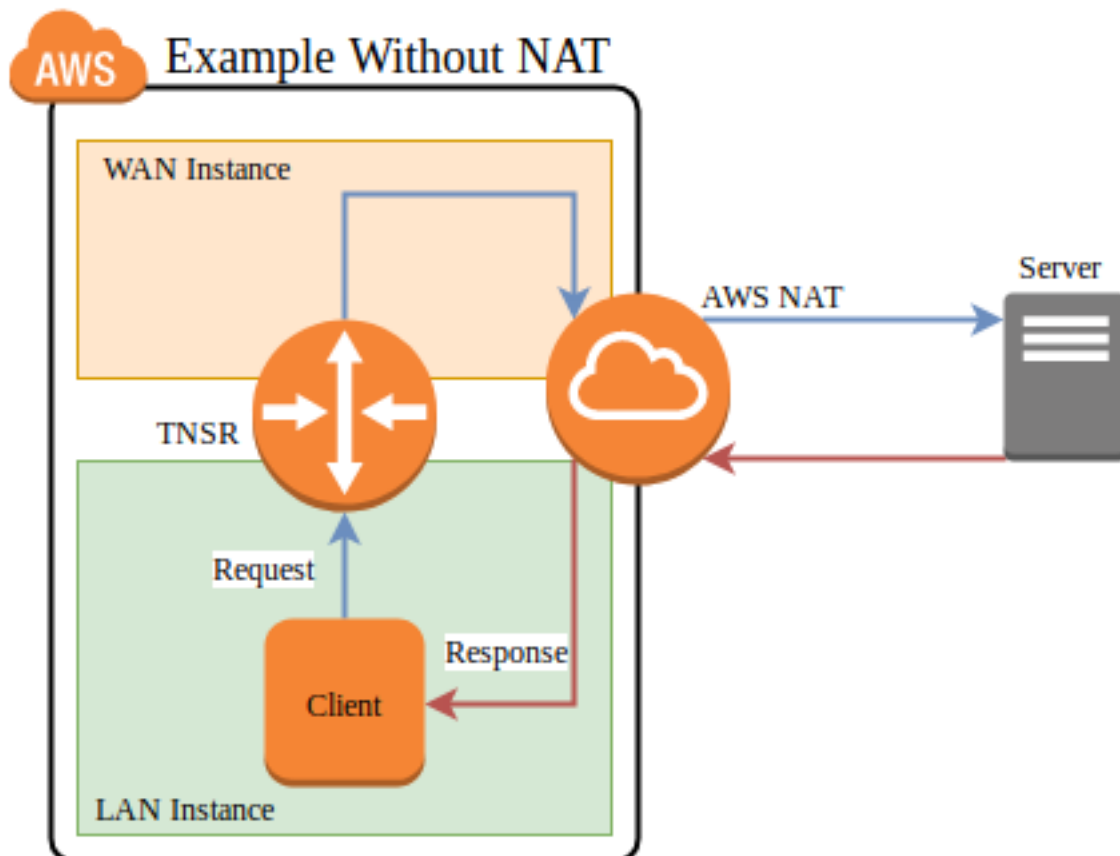 AWS
Example Without NAT
WAN Instance
Server
AWS NAT
TNSR
Request
Response
Client
LAN Instance